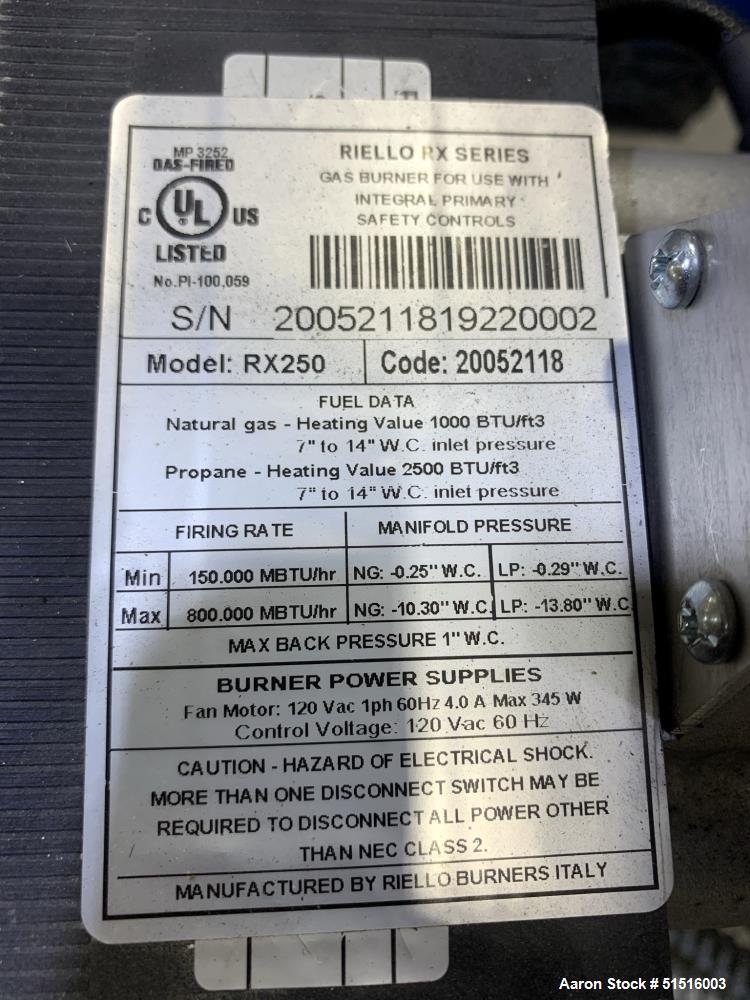 MP 3252
GAS-FIRED
C UL US
LISTED
No.PI-100,059
RIELLO RX SERIES
GAS BURNER FOR USE WITH
INTEGRAL PRIMARY
SAFETY CONTROLS
S/N 2005211819220002
Model: RX250 Code: 20052118
FUEL DATA
Natural gas - Heating Value 1000 BTU/ft3
7" to 14" W.C. inlet pressure
Propane - Heating Value 2500 BTU/ft3
7" to 14" W.C. inlet pressure
FIRING RATE MANIFOLD PRESSURE
Min 150.000 MBTU/hr NG: -0.25" W.C. LP: -0.29" W.C.
Max 800.000 MBTU/hr NG: -10.30" W.C. LP: -13.80" W.C
MAX BACK PRESSURE 1" W.C.
BURNER POWER SUPPLIES
Fan Motor: 120 Vac 1ph 60Hz 4.0 A Max 345 W
Control Voltage: 120 Vac 60 Hz
CAUTION - HAZARD OF ELECTRICAL SHOCK.
MORE THAN ONE DISCONNECT SWITCH MAY BE
REQUIRED TO DISCONNECT ALL POWER OTHER
THAN NEC CLASS 2.
MANUFACTURED BY RIELLO BURNERS ITALY
Aaron Stock # 51516003